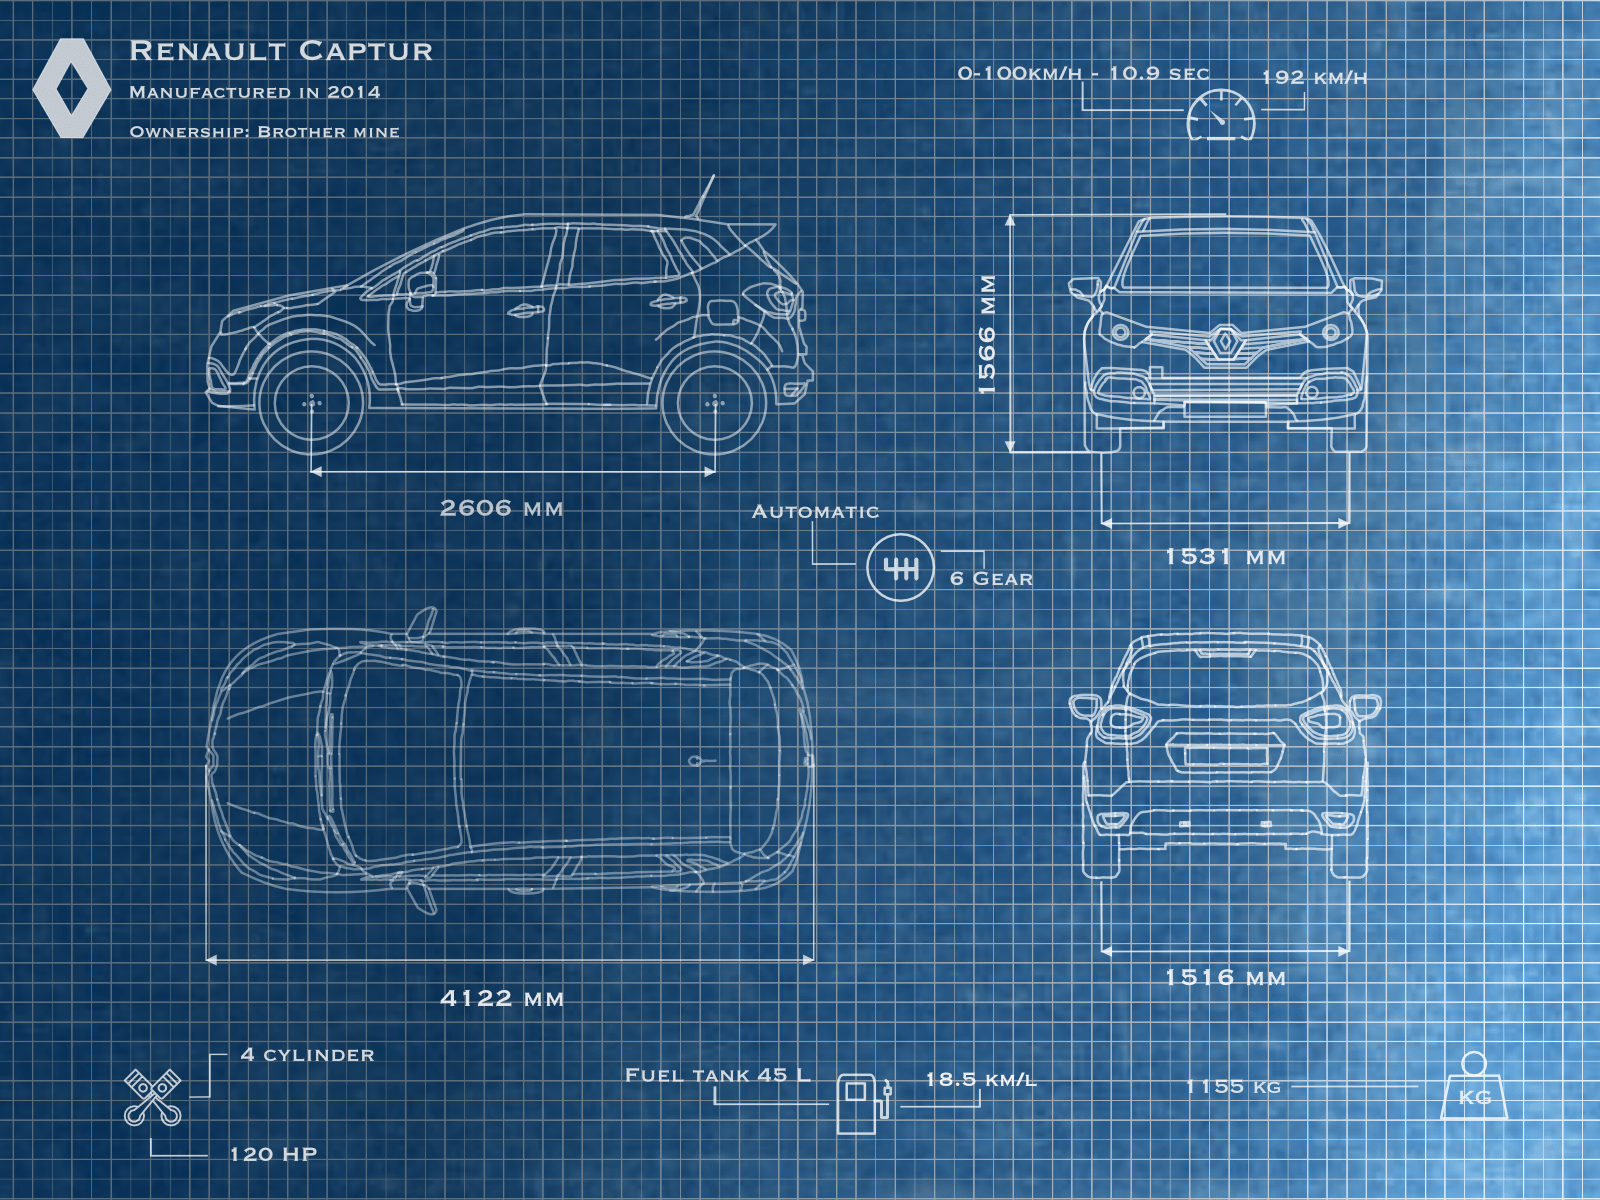 Renault Captur
Manufactured in 2014
Ownership: Brother mine
0-100km/h - 10.9 sec
192 km/h
1566 mm
2606 mm
Automatic
6 Gear
1531 mm
4122 mm
1516 mm
4 cylinder
120 HP
Fuel tank 45 L
18.5 km/l
1155 kg
KG